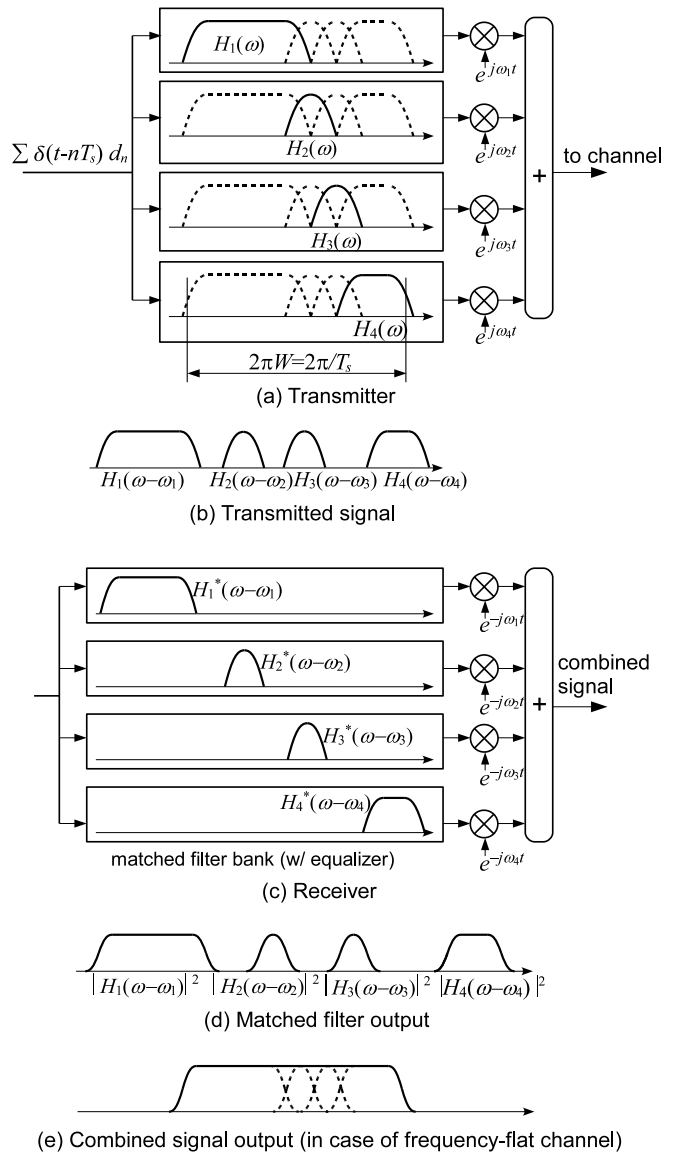 H₁(ω)
e^{jω₁t}
H₂(ω)
e^{jω₂t}
∑ δ(t-nTₛ) dₙ
+
to channel
H₃(ω)
e^{jω₃t}
H₄(ω)
e^{jω₄t}
2πW=2π/Tₛ
(a) Transmitter
H₁(ω−ω₁) H₂(ω−ω₂) H₃(ω−ω₃) H₄(ω−ω₄)
(b) Transmitted signal
H₁*(ω−ω₁)
e^{−jω₁t}
H₂*(ω−ω₂)
e^{−jω₂t}
+
combined
signal
H₃*(ω−ω₃)
e^{−jω₃t}
H₄*(ω−ω₄)
e^{−jω₄t}
matched filter bank (w/ equalizer)
(c) Receiver
|H₁(ω−ω₁)|² |H₂(ω−ω₂)|² |H₃(ω−ω₃)|² |H₄(ω−ω₄)|²
(d) Matched filter output
(e) Combined signal output (in case of frequency-flat channel)